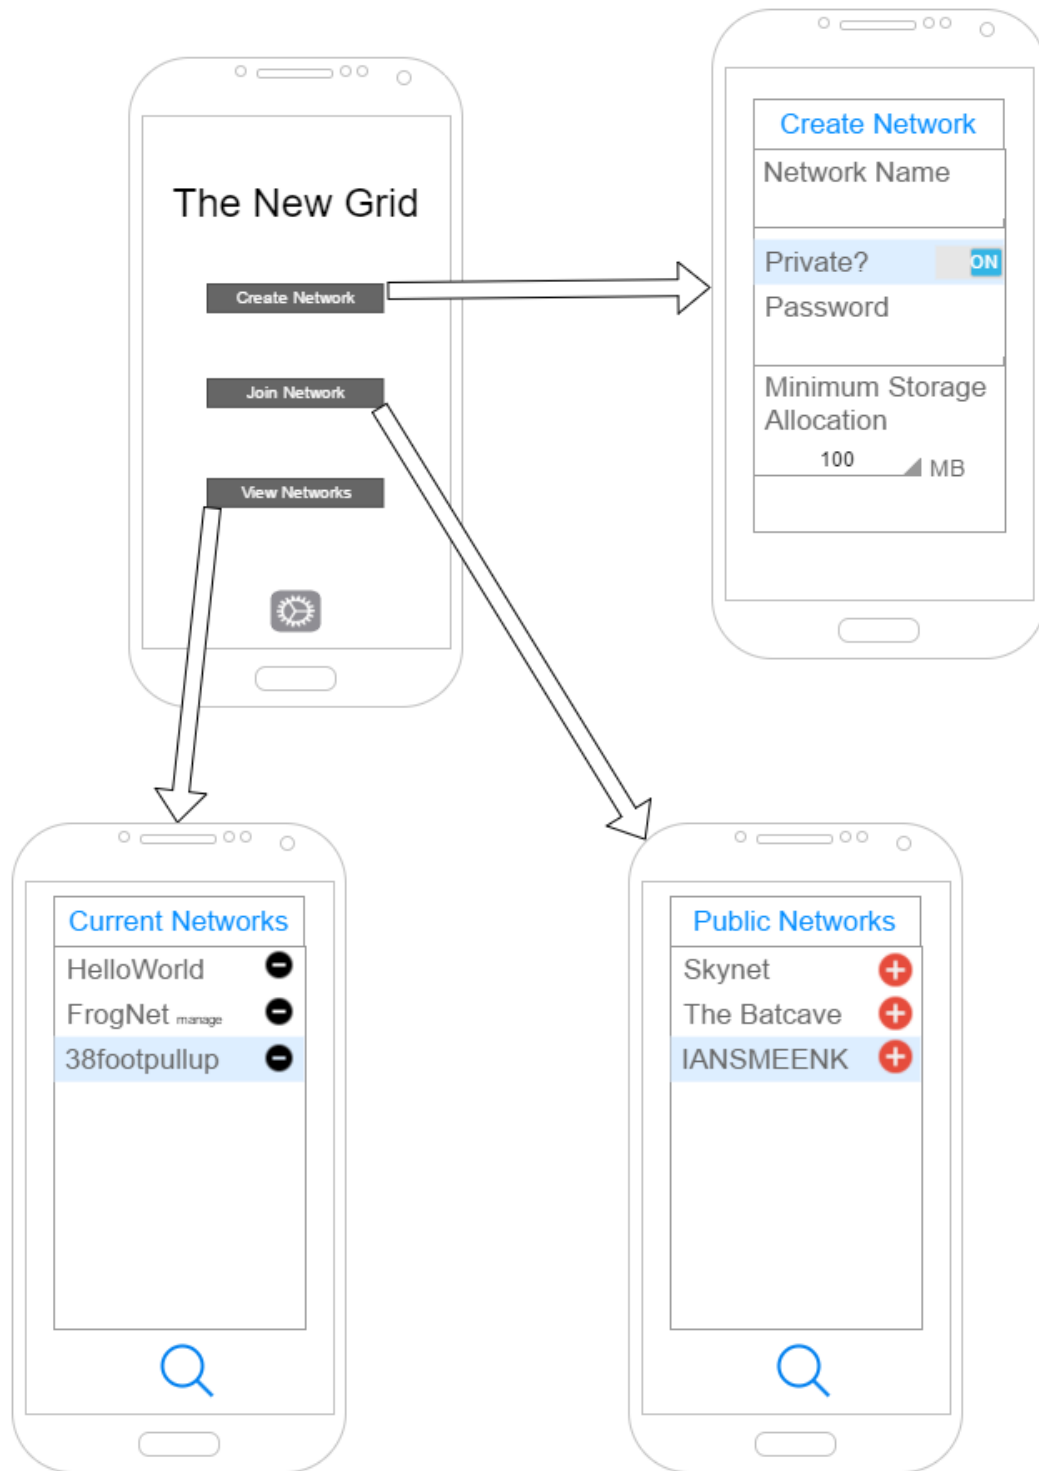 The New Grid
Create Network
Join Network
View Networks
Create Network
Network Name
Private? ON
Password
Minimum Storage
Allocation
100 MB
Current Networks
HelloWorld
FrogNet manage
38footpullup
Public Networks
Skynet
The Batcave
IANSMEENK